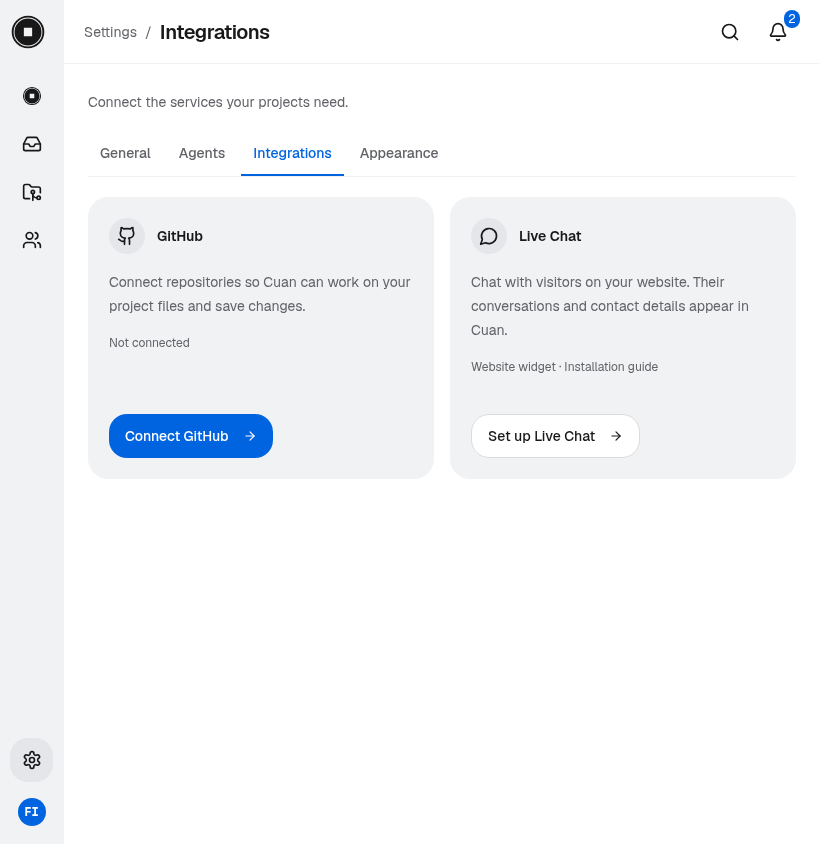 Settings / Integrations
2
Connect the services your projects need.
General Agents Integrations Appearance
GitHub
Connect repositories so Cuan can work on your
project files and save changes.
Not connected
Connect GitHub
Live Chat
Chat with visitors on your website. Their
conversations and contact details appear in
Cuan.
Website widget · Installation guide
Set up Live Chat
FI